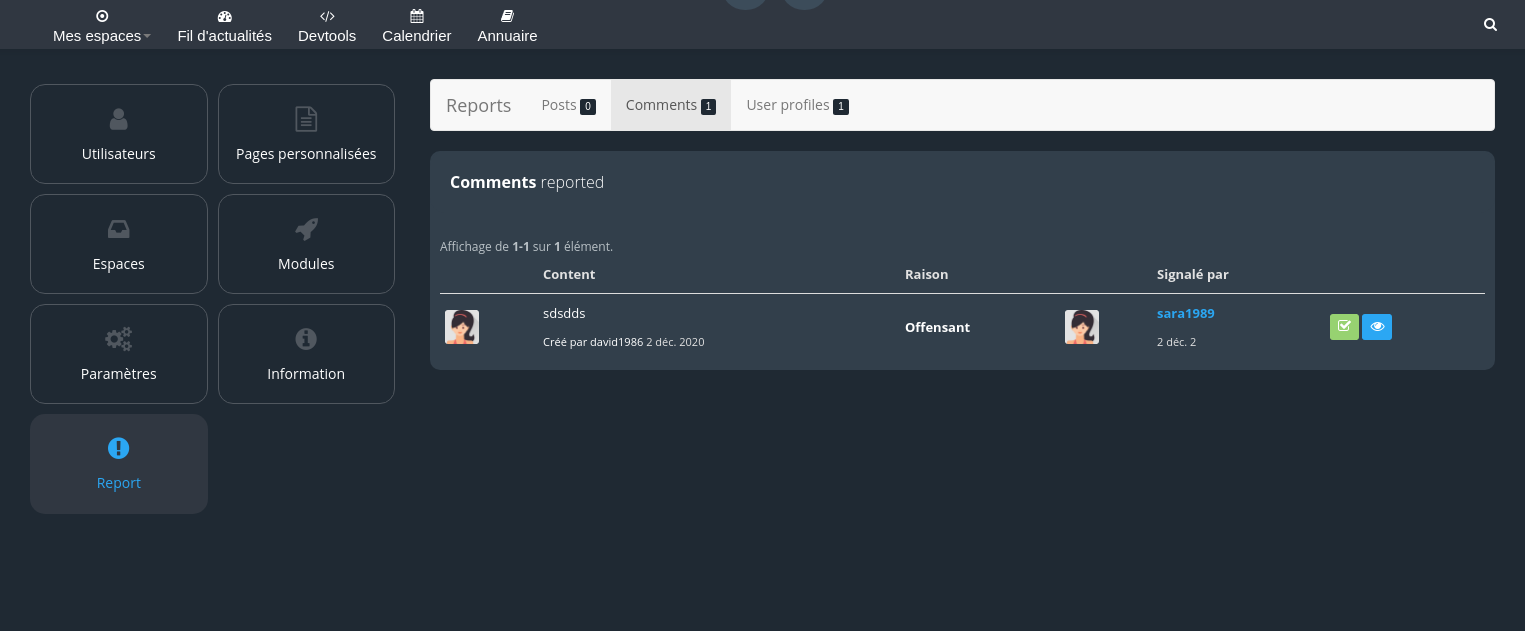 Mes espaces
Fil d'actualités
Devtools
Calendrier
Annuaire
Utilisateurs
Pages personnalisées
Espaces
Modules
Paramètres
Information
Report
Reports
Posts 0
Comments 1
User profiles 1
Comments reported
Affichage de 1-1 sur 1 élément.
Content
Raison
Signalé par
sdsdds
Créé par david1986 2 déc. 2020
Offensant
sara1989
2 déc. 2